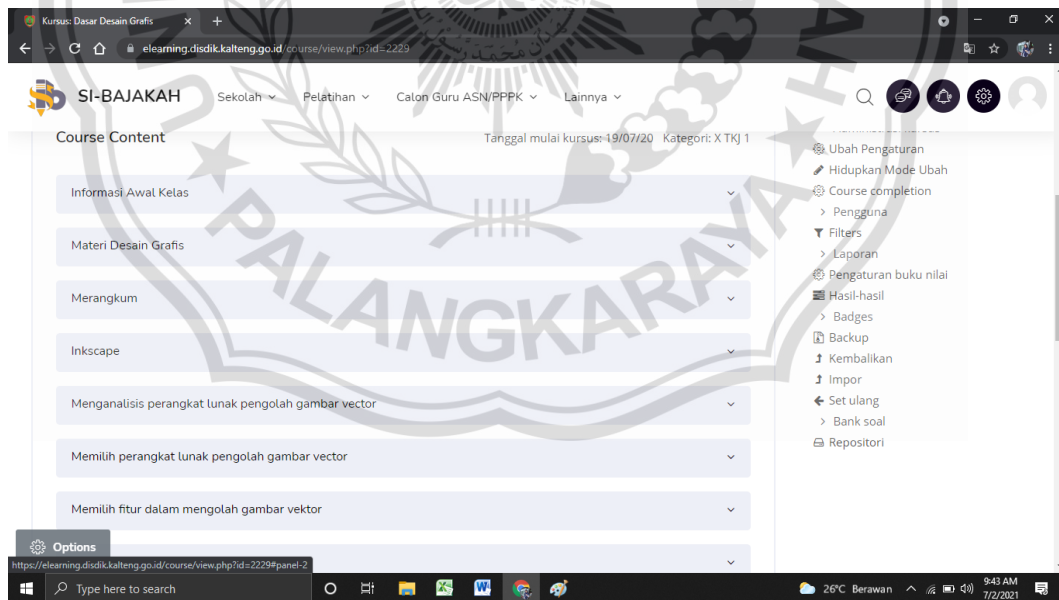 Kursus: Dasar Desain Grafis
elearning.disdik.kalteng.go.id/course/view.php?id=2229
SI-BAJAKAH
Sekolah
Pelatihan
Calon Guru ASN/PPPK
Lainnya
Course Content
Tanggal mulai kursus: 19/07/20 Kategori: X TKJ 1
Informasi Awal Kelas
Materi Desain Grafis
Merangkum
Inkscape
Menganalisis perangkat lunak pengolah gambar vector
Memilih perangkat lunak pengolah gambar vector
Memilih fitur dalam mengolah gambar vektor
Ubah Pengaturan
Hidupkan Mode Ubah
Course completion
Pengguna
Filters
Laporan
Pengaturan buku nilai
Hasil-hasil
Badges
Backup
Kembalikan
Impor
Set ulang
Bank soal
Repositori
PALANGKARAYA
Options
https://elearning.disdik.kalteng.go.id/course/view.php?id=2229#panel-2
Type here to search
26°C Berawan
9:43 AM
7/2/2021